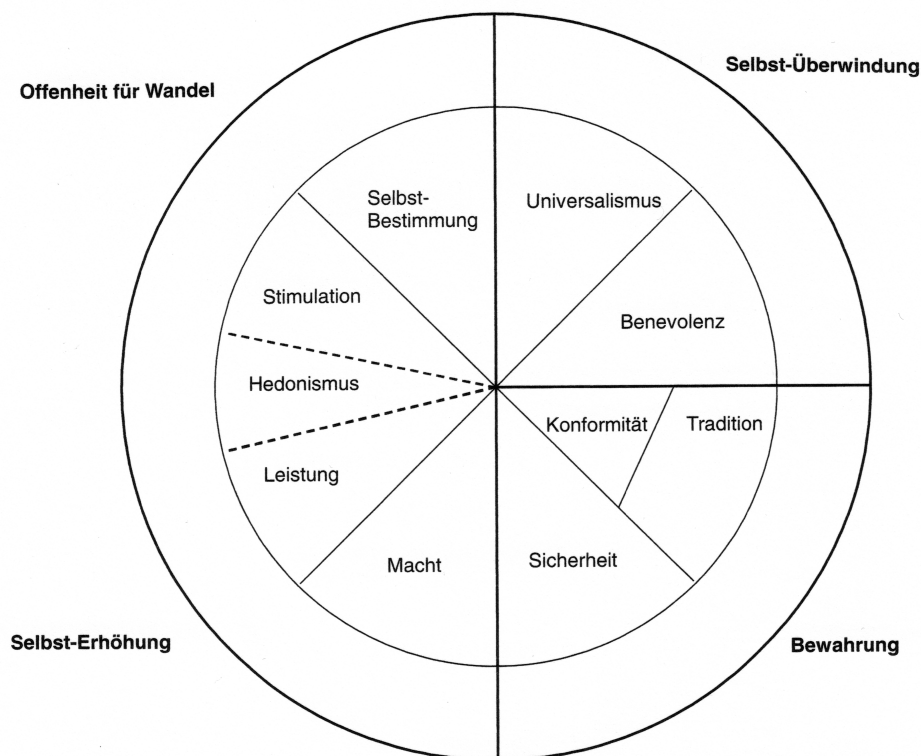 Offenheit für Wandel
Selbst-Überwindung
Selbst-
Bestimmung
Universalismus
Stimulation
Benevolenz
Hedonismus
Konformität
Tradition
Leistung
Macht
Sicherheit
Selbst-Erhöhung
Bewahrung